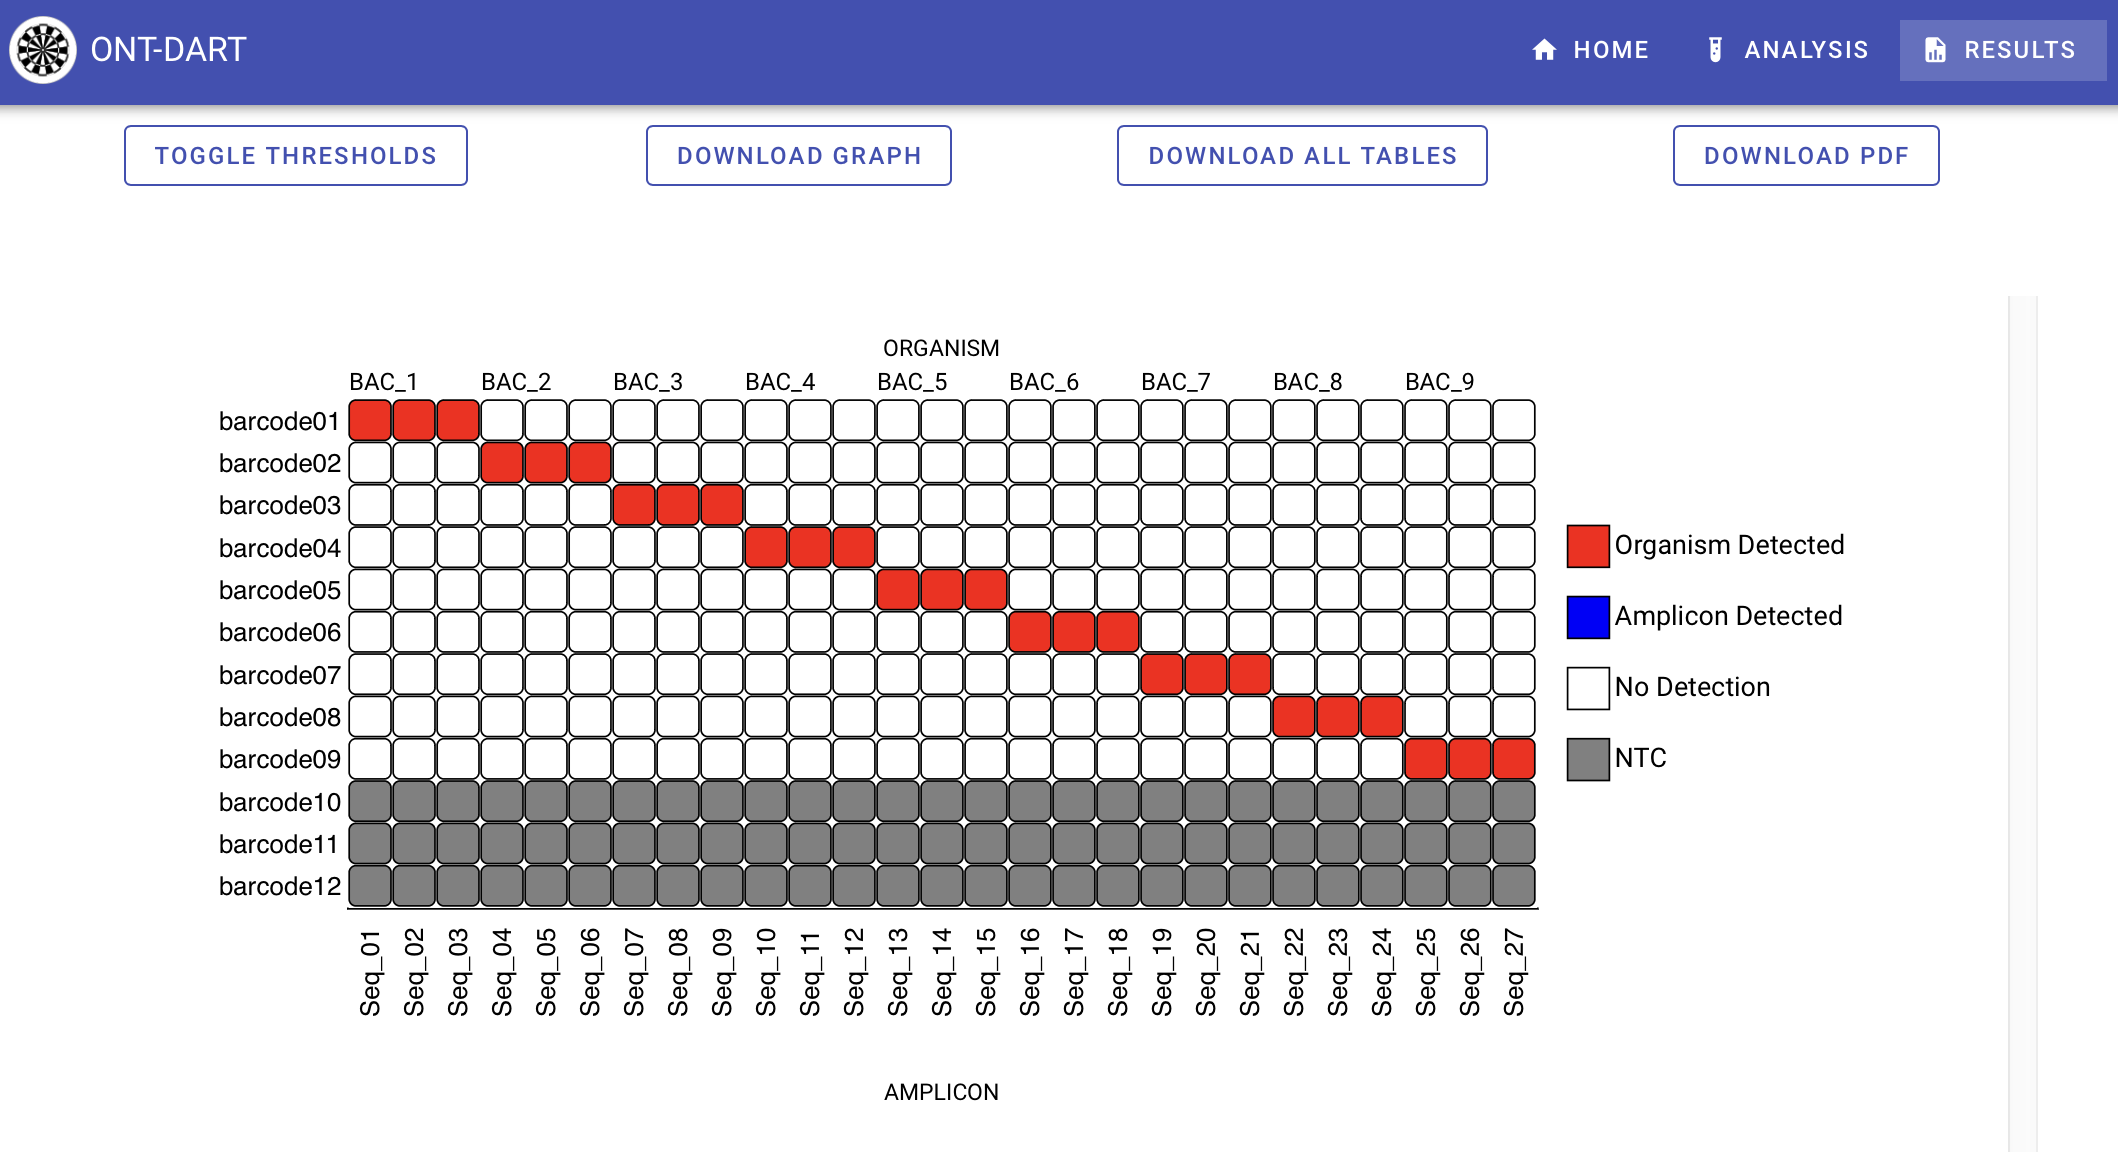 ONT-DART
HOME
ANALYSIS
RESULTS
TOGGLE THRESHOLDS
DOWNLOAD GRAPH
DOWNLOAD ALL TABLES
DOWNLOAD PDF
ORGANISM
BAC_1 BAC_2 BAC_3 BAC_4 BAC_5 BAC_6 BAC_7 BAC_8 BAC_9
barcode01
barcode02
barcode03
barcode04
barcode05
barcode06
barcode07
barcode08
barcode09
barcode10
barcode11
barcode12
Organism Detected
Amplicon Detected
No Detection
NTC
Seq_01
Seq_02
Seq_03
Seq_04
Seq_05
Seq_06
Seq_07
Seq_08
Seq_09
Seq_10
Seq_11
Seq_12
Seq_13
Seq_14
Seq_15
Seq_16
Seq_17
Seq_18
Seq_19
Seq_20
Seq_21
Seq_22
Seq_23
Seq_24
Seq_25
Seq_26
Seq_27
AMPLICON